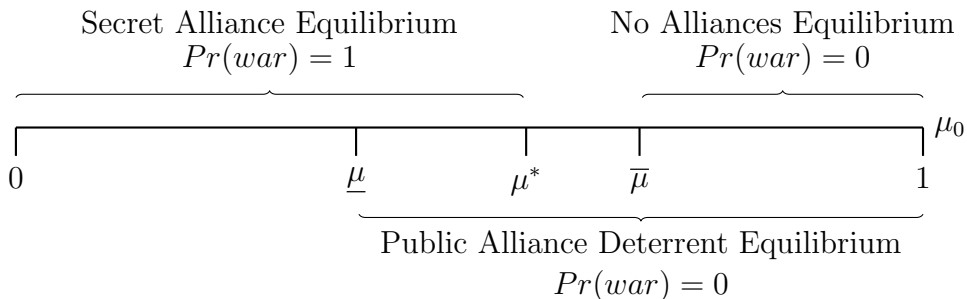 Secret Alliance Equilibrium
Pr(war) = 1
No Alliances Equilibrium
Pr(war) = 0
μ₀
0
μ̲
μ*
μ̅
1
Public Alliance Deterrent Equilibrium
Pr(war) = 0